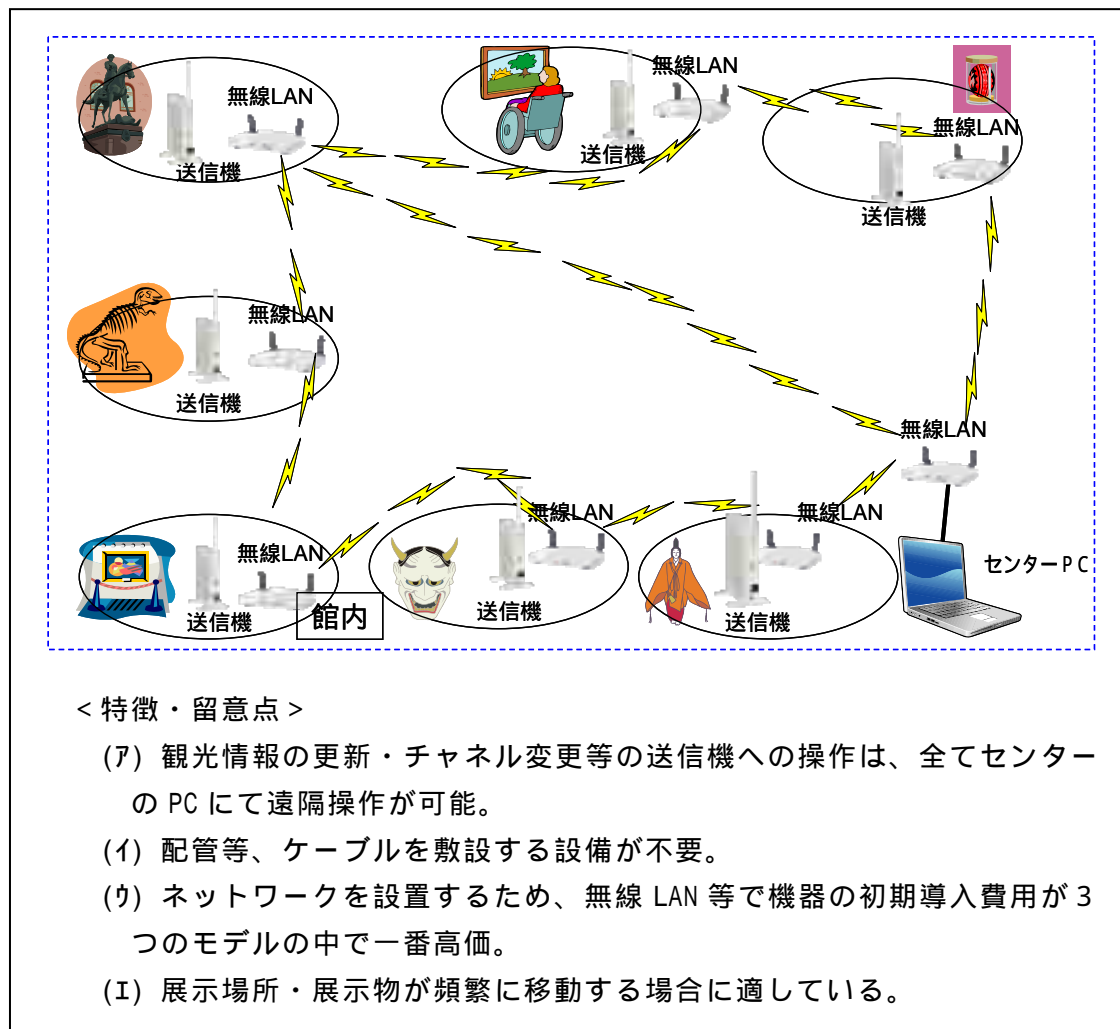 無線LAN
送信機
無線LAN
送信機
無線LAN
送信機
無線LAN
送信機
無線LAN
無線LAN
送信機
無線LAN
送信機
無線LAN
送信機
センターPC
館内
<特徴・留意点>
(ア) 観光情報の更新・チャネル変更等の送信機への操作は、全てセンター
の PC にて遠隔操作が可能。
(イ) 配管等、ケーブルを敷設する設備が不要。
(ウ) ネットワークを設置するため、無線 LAN 等で機器の初期導入費用が3
つのモデルの中で一番高価。
(エ) 展示場所・展示物が頻繁に移動する場合に適している。